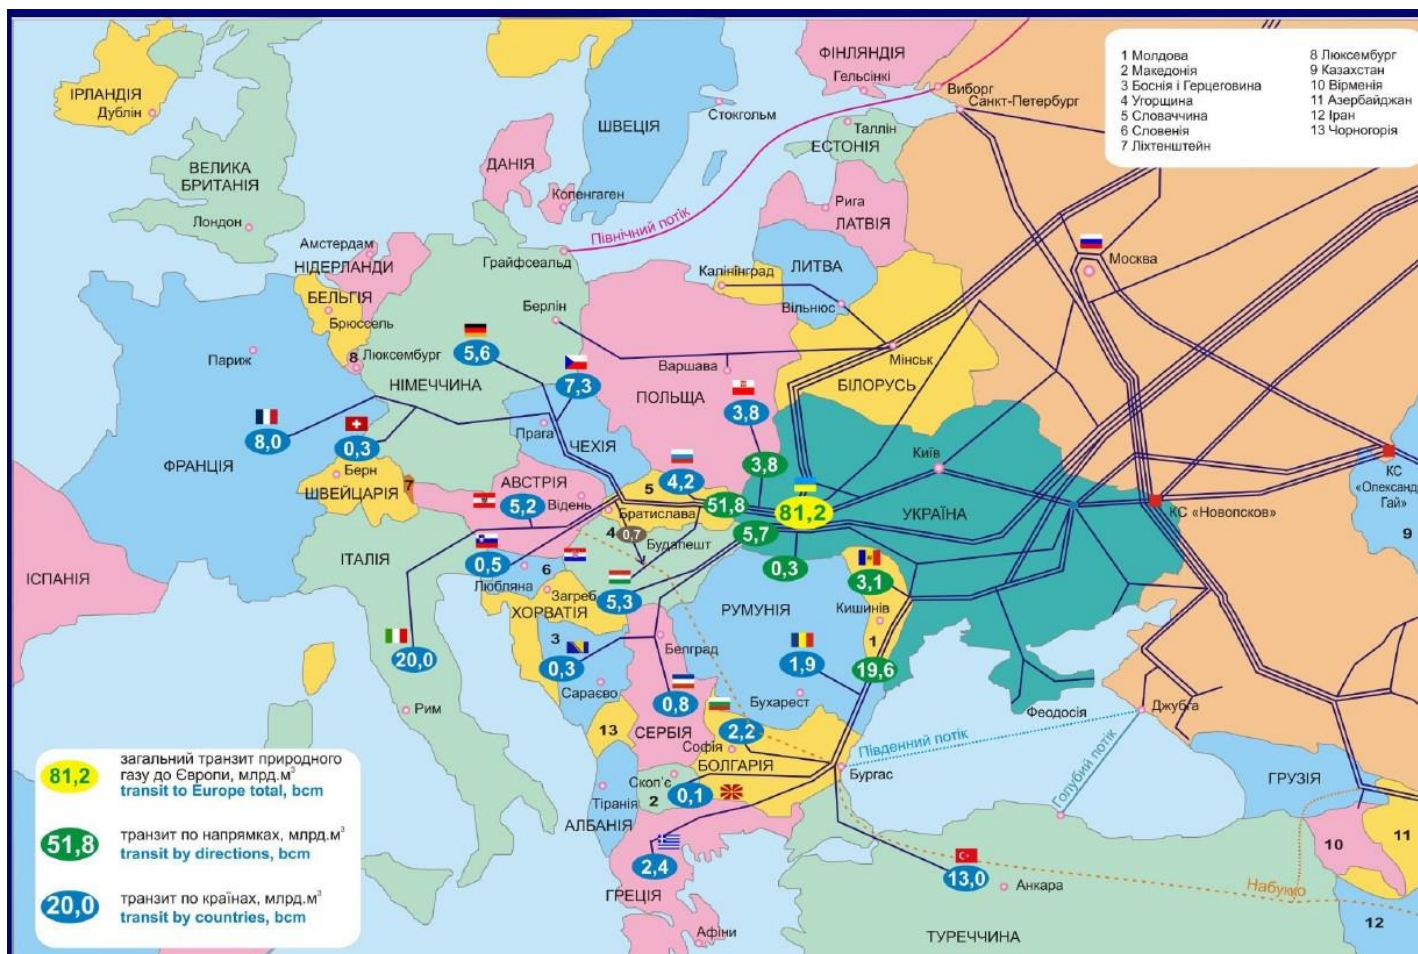 ФІНЛЯНДІЯ
Гельсінкі
Виборг
Санкт-Петербург
1 Молдова
2 Македонія
3 Боснія і Герцеговина
4 Угорщина
5 Словаччина
6 Словенія
7 Ліхтенштейн
8 Люксембург
9 Казахстан
10 Вірменія
11 Азербайджан
12 Іран
13 Чорногорія
ІРЛАНДІЯ
Дублін
ШВЕЦІЯ
Стокгольм
Таллін
ЕСТОНІЯ
ВЕЛИКА
БРИТАНІЯ
Лондон
ДАНІЯ
Копенгаген
Північний потік
Рига
ЛАТВІЯ
Амстердам
НІДЕРЛАНДИ
Грайфсвальд
Калінінград
ЛИТВА
Вільнюс
Москва
БЕЛЬГІЯ
Брюссель
Берлін
Париж
8
Люксембург
НІМЕЧЧИНА
5,6
7,3
Варшава
ПОЛЬЩА
Мінськ
БІЛОРУСЬ
3,8
8,0
0,3
Прага
ЧЕХІЯ
ФРАНЦІЯ
Берн
ШВЕЙЦАРІЯ
7
АВСТРІЯ
5,2
Відень
5
4,2
3,8
51,8
81,2
Київ
УКРАЇНА
КС
«Олександр
Гай»
КС «Новопсков»
9
Братислава
4
0,7
Будапешт
5,7
0,3
ІТАЛІЯ
0,5
Любляна
6
Загреб
ХОРВАТІЯ
5,3
РУМУНІЯ
3,1
Кишинів
1
ІСПАНІЯ
20,0
3
0,3
Сараєво
Белград
0,8
1,9
Бухарест
19,6
Рим
13
СЕРБІЯ
2,2
Софія
БОЛГАРІЯ
Бургас
Південний потік
Феодосія
Джубга
Голубий потік
ГРУЗІЯ
Скоп'є
2
0,1
Тіранія
АЛБАНІЯ
2,4
ГРЕЦІЯ
Афіни
13,0
Анкара
ТУРЕЧЧИНА
Набукко
10
11
12
81,2
загальний транзит природного
газу до Європи, млрд.м³
transit to Europe total, bcm
51,8
транзит по напрямках, млрд.м³
transit by directions, bcm
20,0
транзит по країнах, млрд.м³
transit by countries, bcm